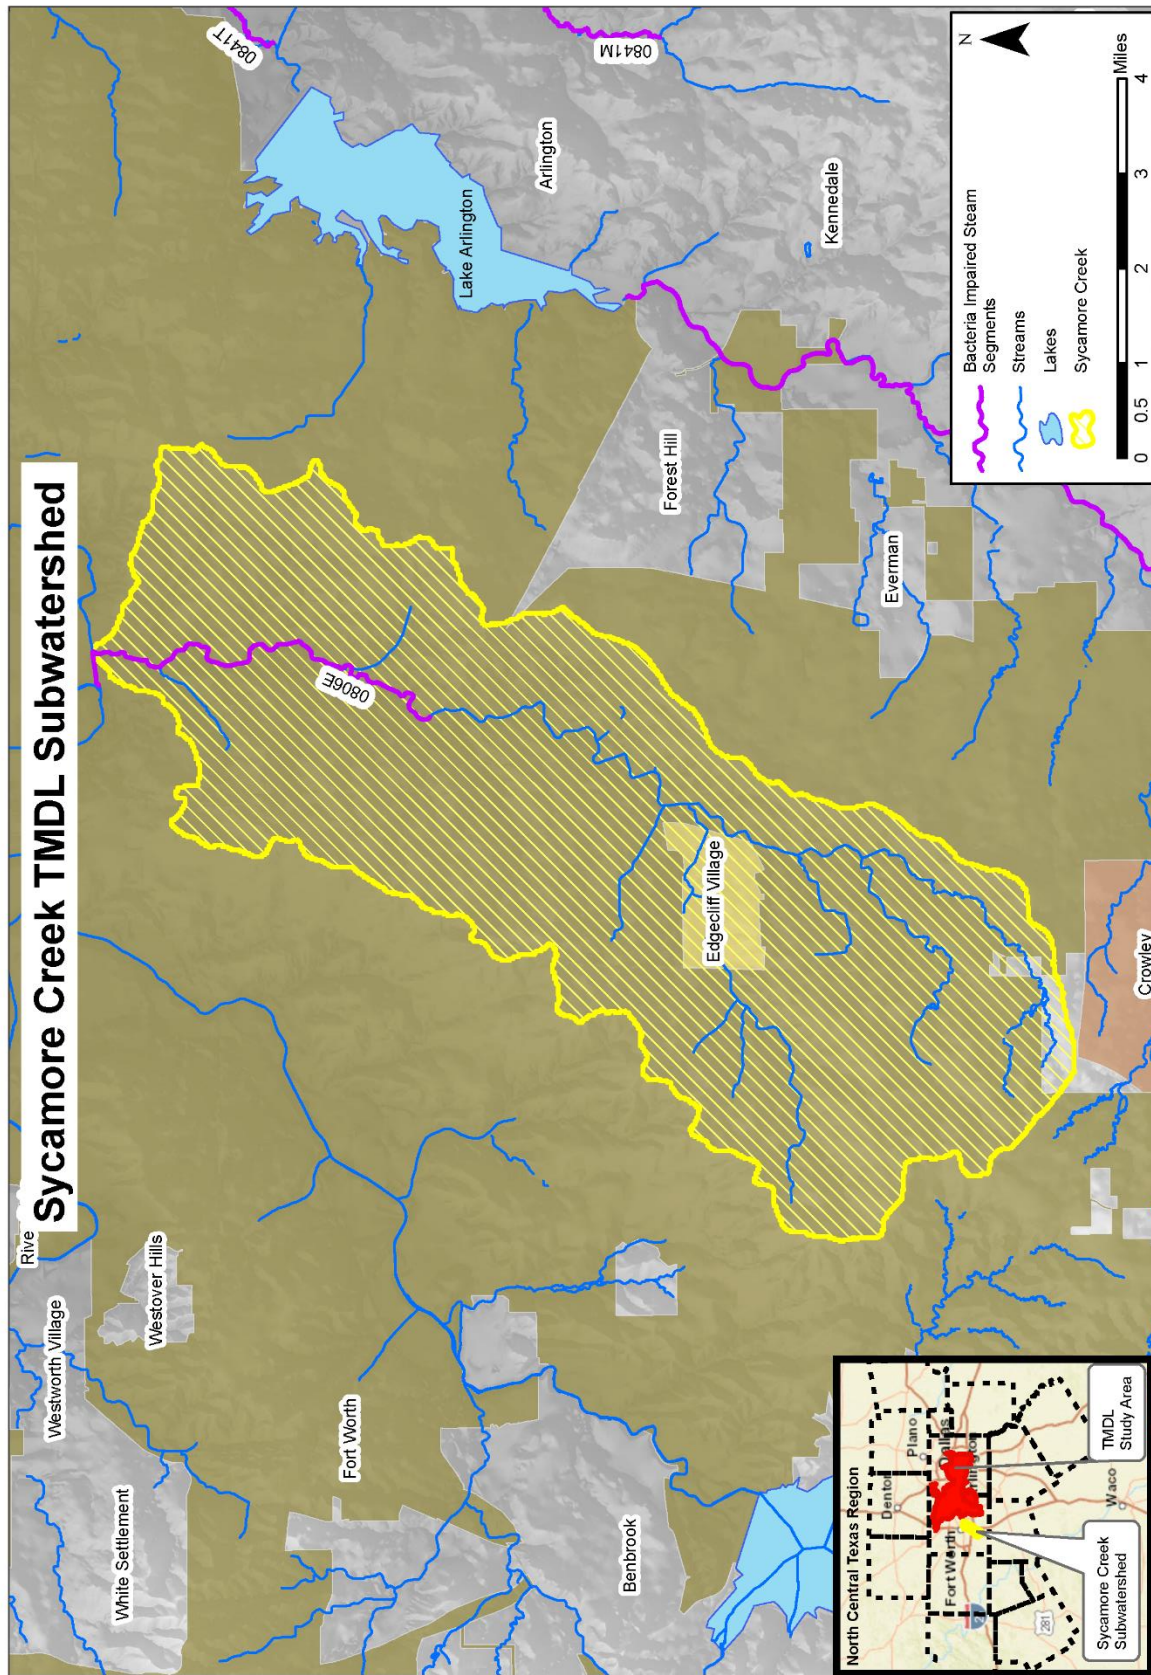 Sycamore Creek TMDL Subwatershed
Rive
Westworth Village
Westover Hills
White Settlement
Fort Worth
Benbrook
0806E
Edgecliff Village
Crowley
Everman
Forest Hill
Kennedale
Arlington
Lake Arlington
0841T
0841M
Bacteria Impaired Steam
Segments
Streams
Lakes
Sycamore Creek
N
0 0.5 1 2 3 4
Miles
North Central Texas Region
Denton
Plano
Fort Worth
Dallas
rlington
Waco
281
2
Sycamore Creek
Subwatershed
TMDL
Study Area